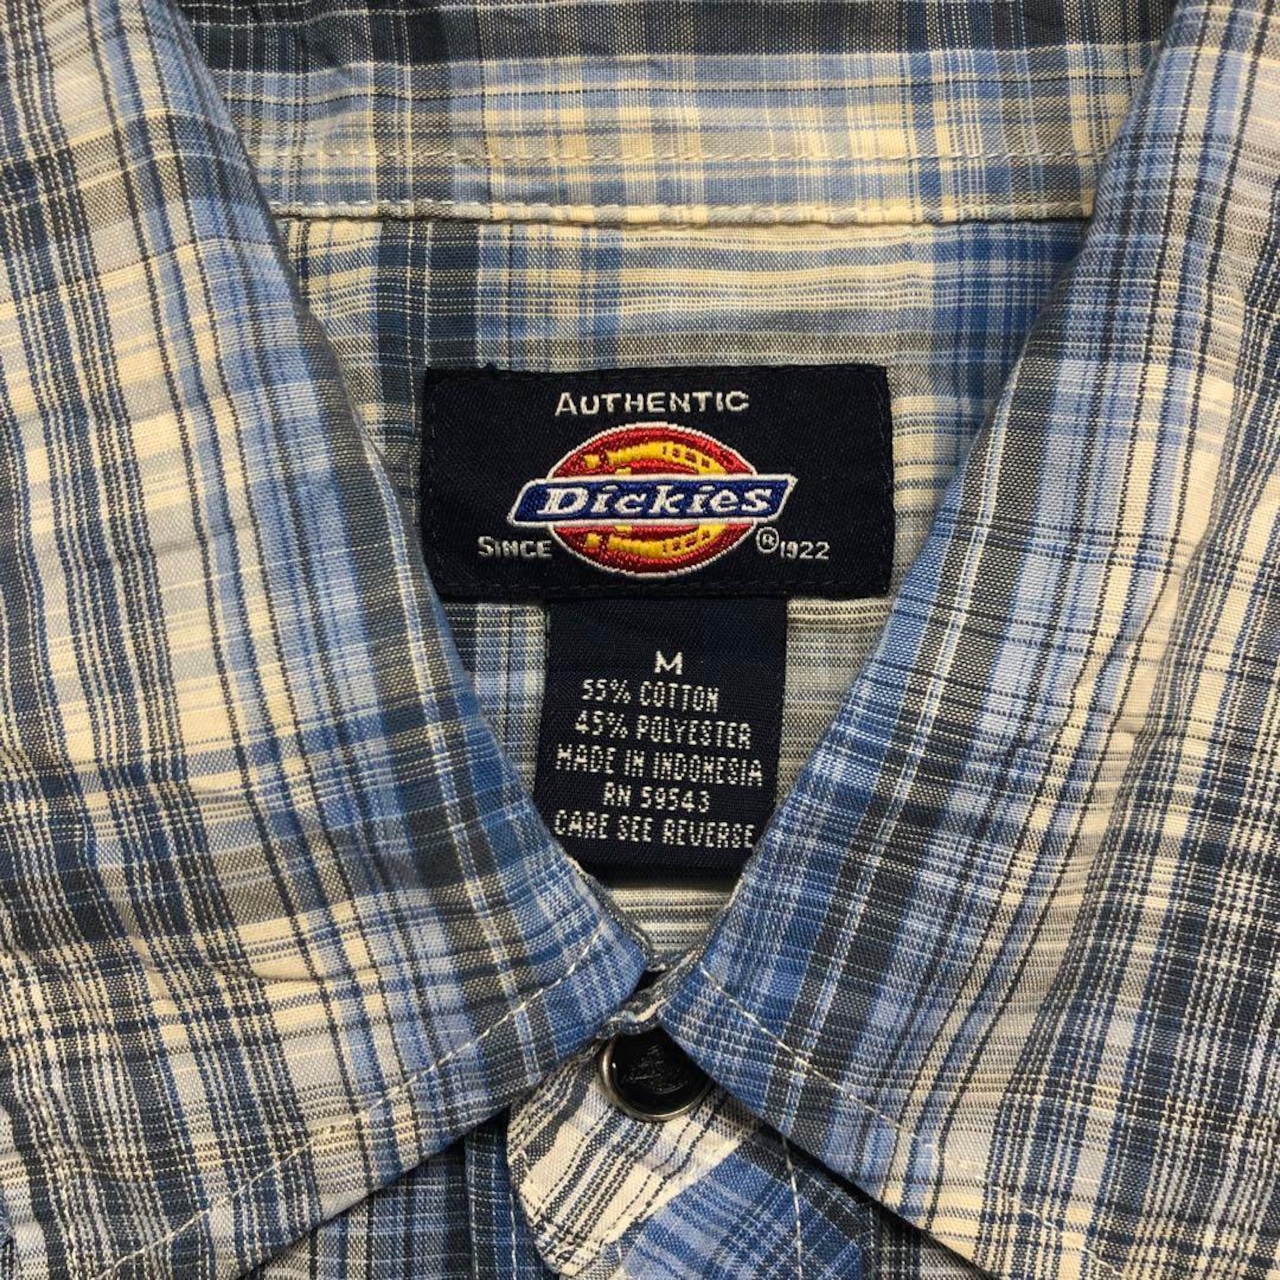 AUTHENTIC
Dickies
SINCE ® 1922
M
55% COTTON
45% POLYESTER
MADE IN INDONESIA
RN 59543
CARE SEE REVERSE